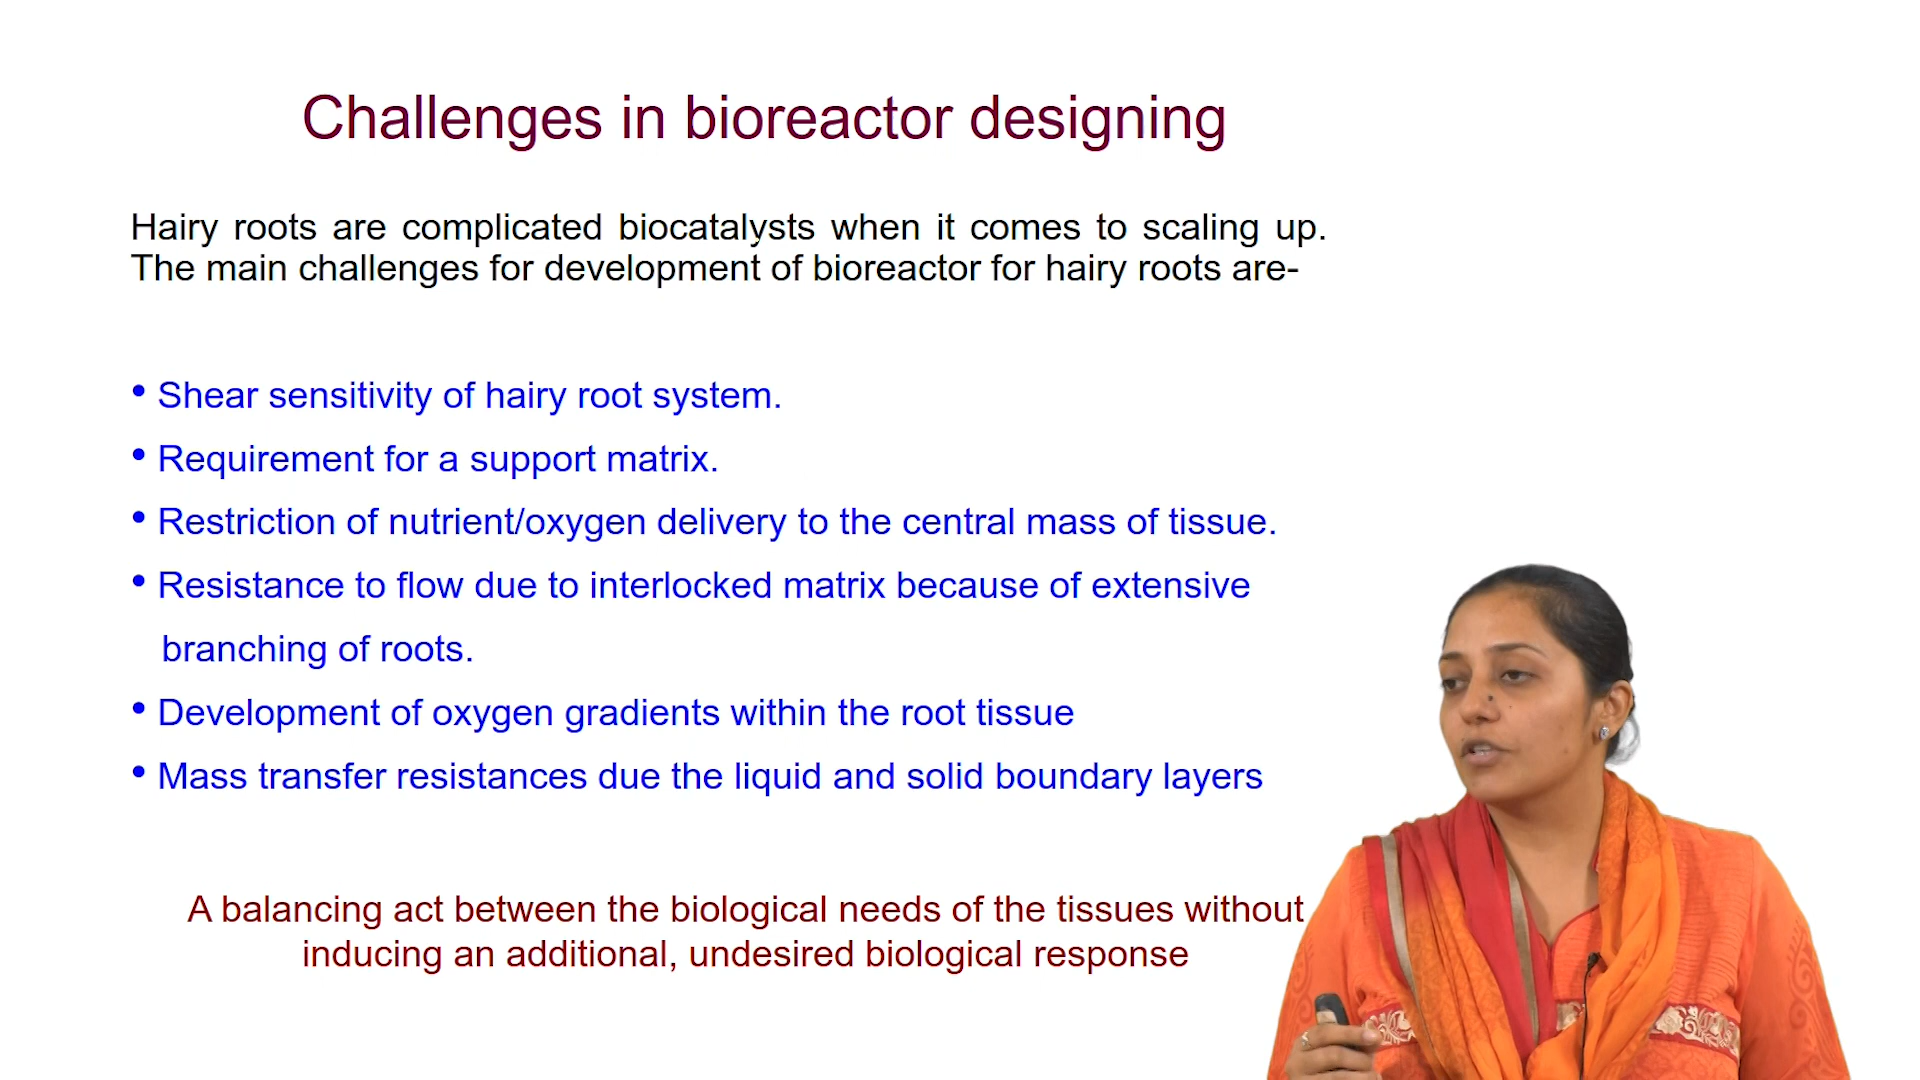 Challenges in bioreactor designing
Hairy roots are complicated biocatalysts when it comes to scaling up.
The main challenges for development of bioreactor for hairy roots are-
• Shear sensitivity of hairy root system.
• Requirement for a support matrix.
• Restriction of nutrient/oxygen delivery to the central mass of tissue.
• Resistance to flow due to interlocked matrix because of extensive
branching of roots.
• Development of oxygen gradients within the root tissue
• Mass transfer resistances due the liquid and solid boundary layers
A balancing act between the biological needs of the tissues without
inducing an additional, undesired biological response